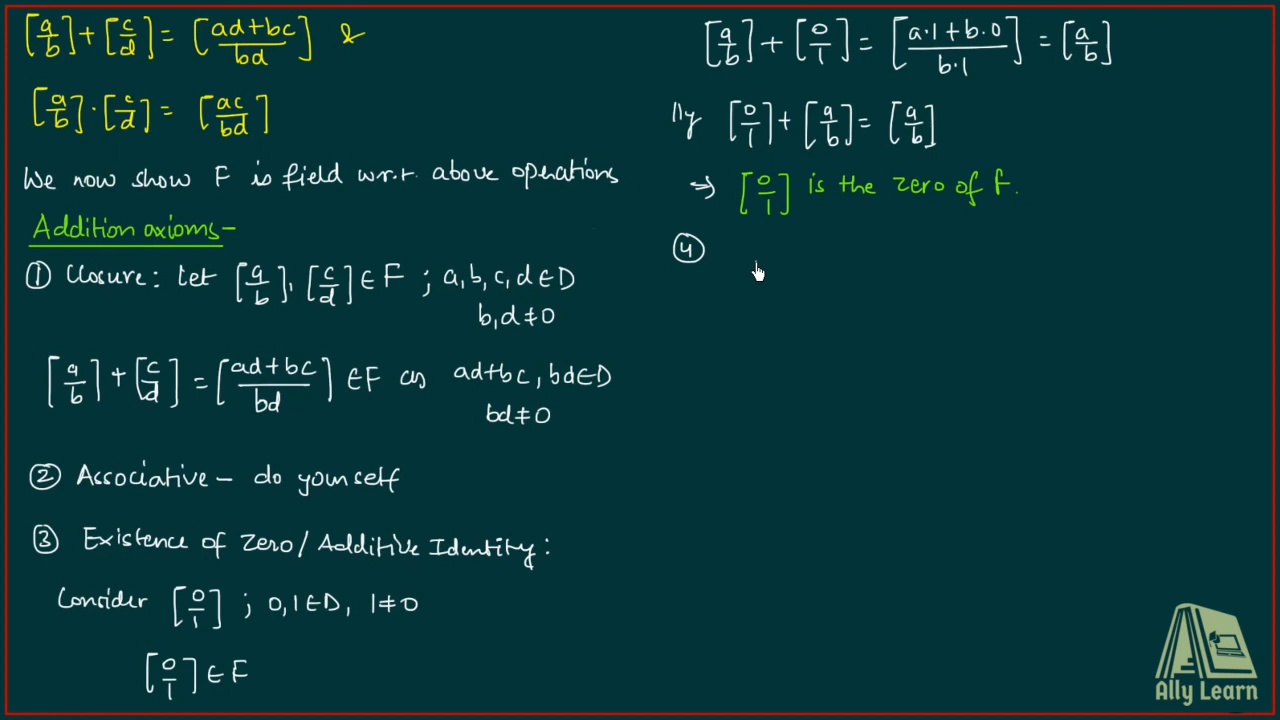 [a/b] + [c/d] = [(ad+bc)/bd] &
[a/b] · [c/d] = [ac/bd]
We now show F is field w.r.t. above operations
Addition axioms –
① Closure: Let [a/b], [c/d] ∈ F ; a, b, c, d ∈ D
b, d ≠ 0
[a/b] + [c/d] = [(ad+bc)/bd] ∈ F as ad+bc, bd ∈ D
bd ≠ 0
② Associative – do yourself
③ Existence of Zero / Additive Identity :
Consider [0/1] ; 0, 1 ∈ D, 1 ≠ 0
[0/1] ∈ F
[a/b] + [0/1] = [(a·1+b·0)/b·1] = [a/b]
lly [0/1] + [a/b] = [a/b]
⇒ [0/1] is the zero of F.
④
Ally Learn